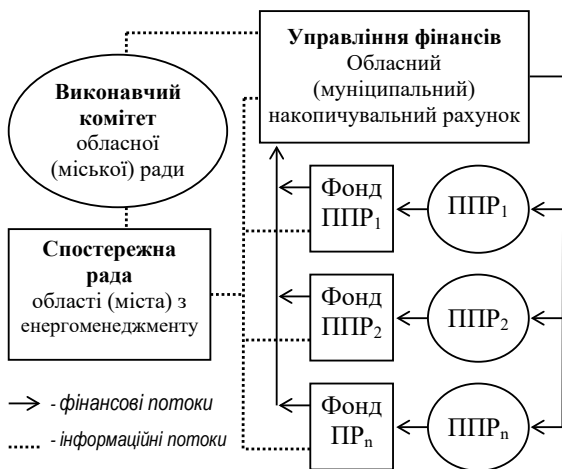 Управління фінансів
Обласний
(муніципальний)
накопичувальний рахунок
Виконавчий
комітет
обласної
(міської) ради
Спостережна
рада
області (міста) з
енергоменеджменту
Фонд
ППР₁
ППР₁
Фонд
ППР₂
ППР₂
Фонд
ПРₙ
ППРₙ
- фінансові потоки
- інформаційні потоки